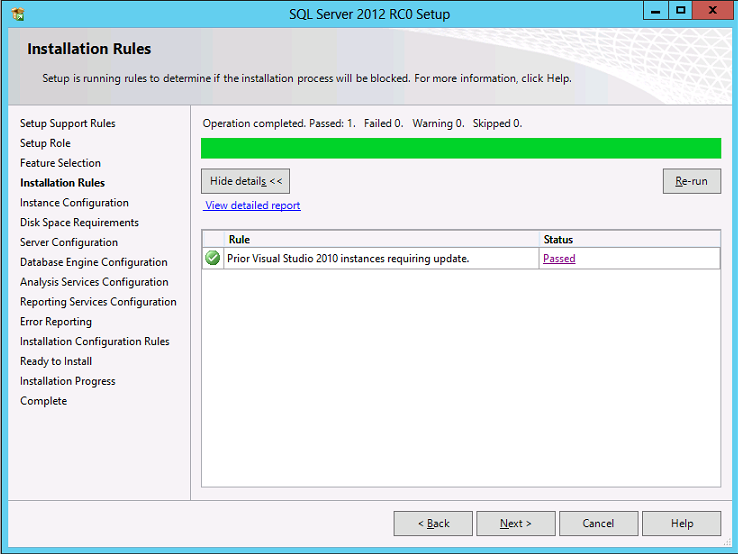 SQL Server 2012 RC0 Setup
Installation Rules
Setup is running rules to determine if the installation process will be blocked. For more information, click Help.
Setup Support Rules
Setup Role
Feature Selection
Installation Rules
Instance Configuration
Disk Space Requirements
Server Configuration
Database Engine Configuration
Analysis Services Configuration
Reporting Services Configuration
Error Reporting
Installation Configuration Rules
Ready to Install
Installation Progress
Complete
Operation completed. Passed: 1. Failed 0. Warning 0. Skipped 0.
Hide details << Re-run
View detailed report
Rule Status
Prior Visual Studio 2010 instances requiring update. Passed
< Back Next > Cancel Help